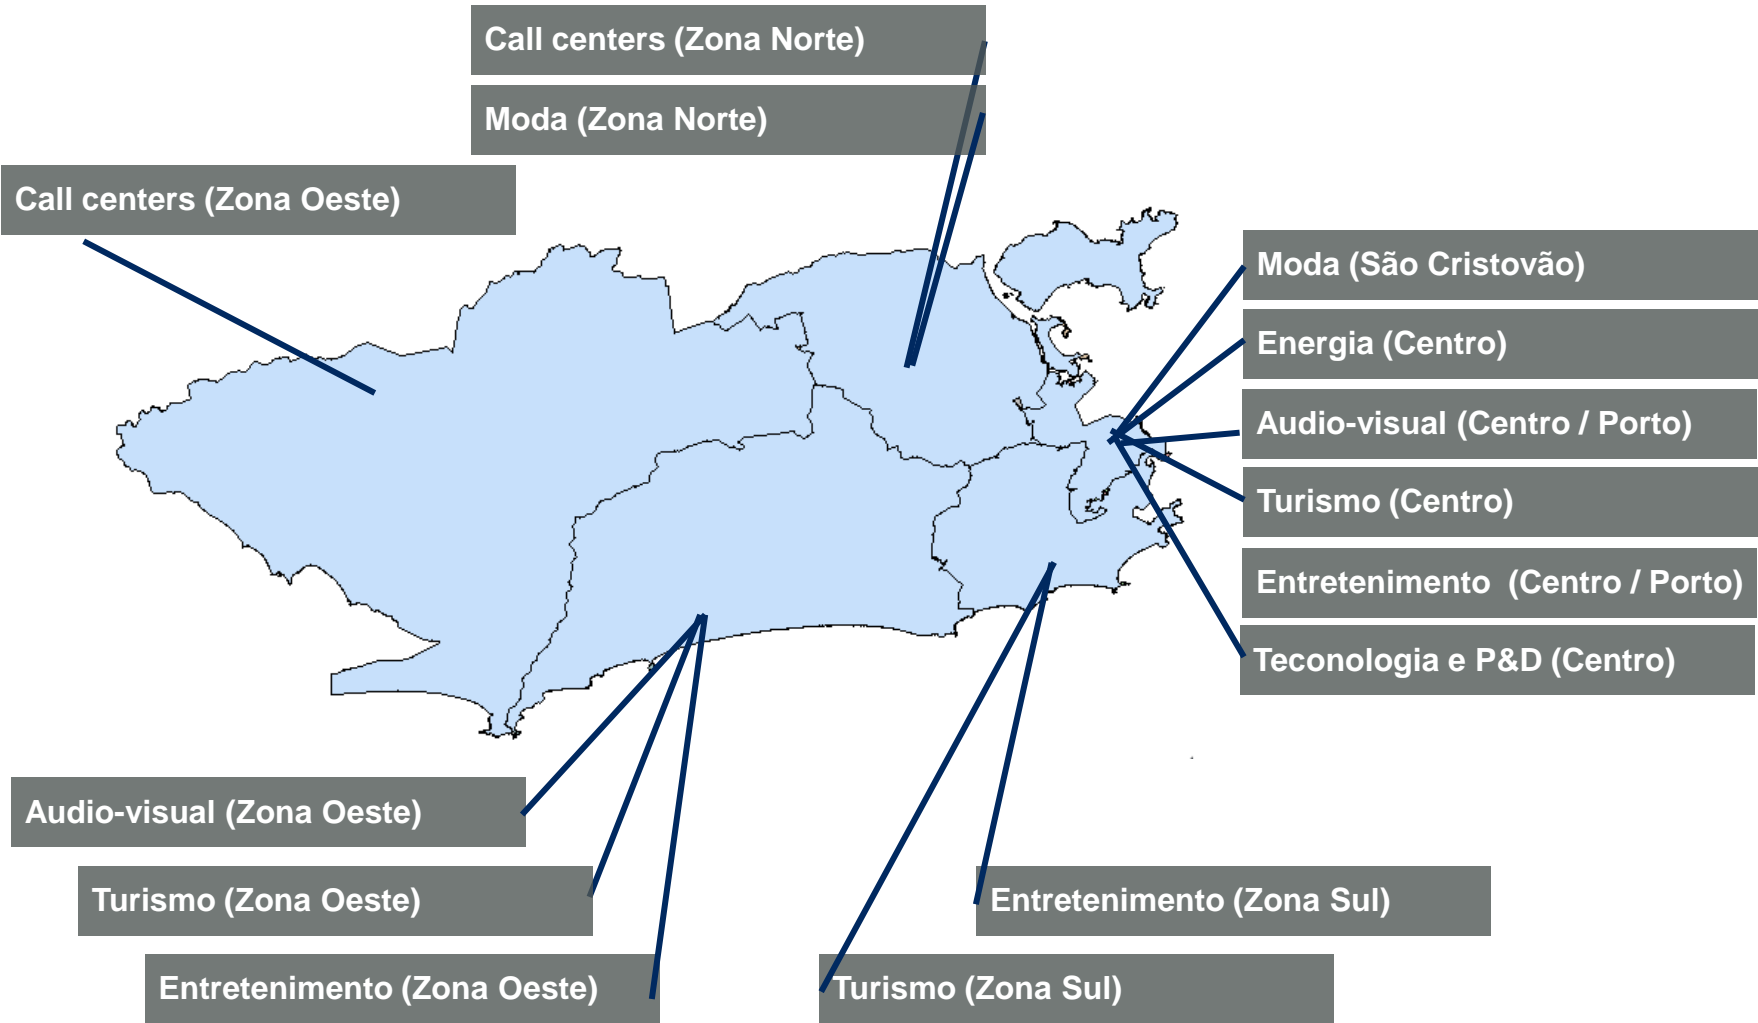 Call centers (Zona Norte)
Moda (Zona Norte)
Call centers (Zona Oeste)
Moda (São Cristovão)
Energia (Centro)
Audio-visual (Centro / Porto)
Turismo (Centro)
Entretenimento (Centro / Porto)
Teconologia e P&D (Centro)
Audio-visual (Zona Oeste)
Turismo (Zona Oeste)
Entretenimento (Zona Sul)
Entretenimento (Zona Oeste)
Turismo (Zona Sul)